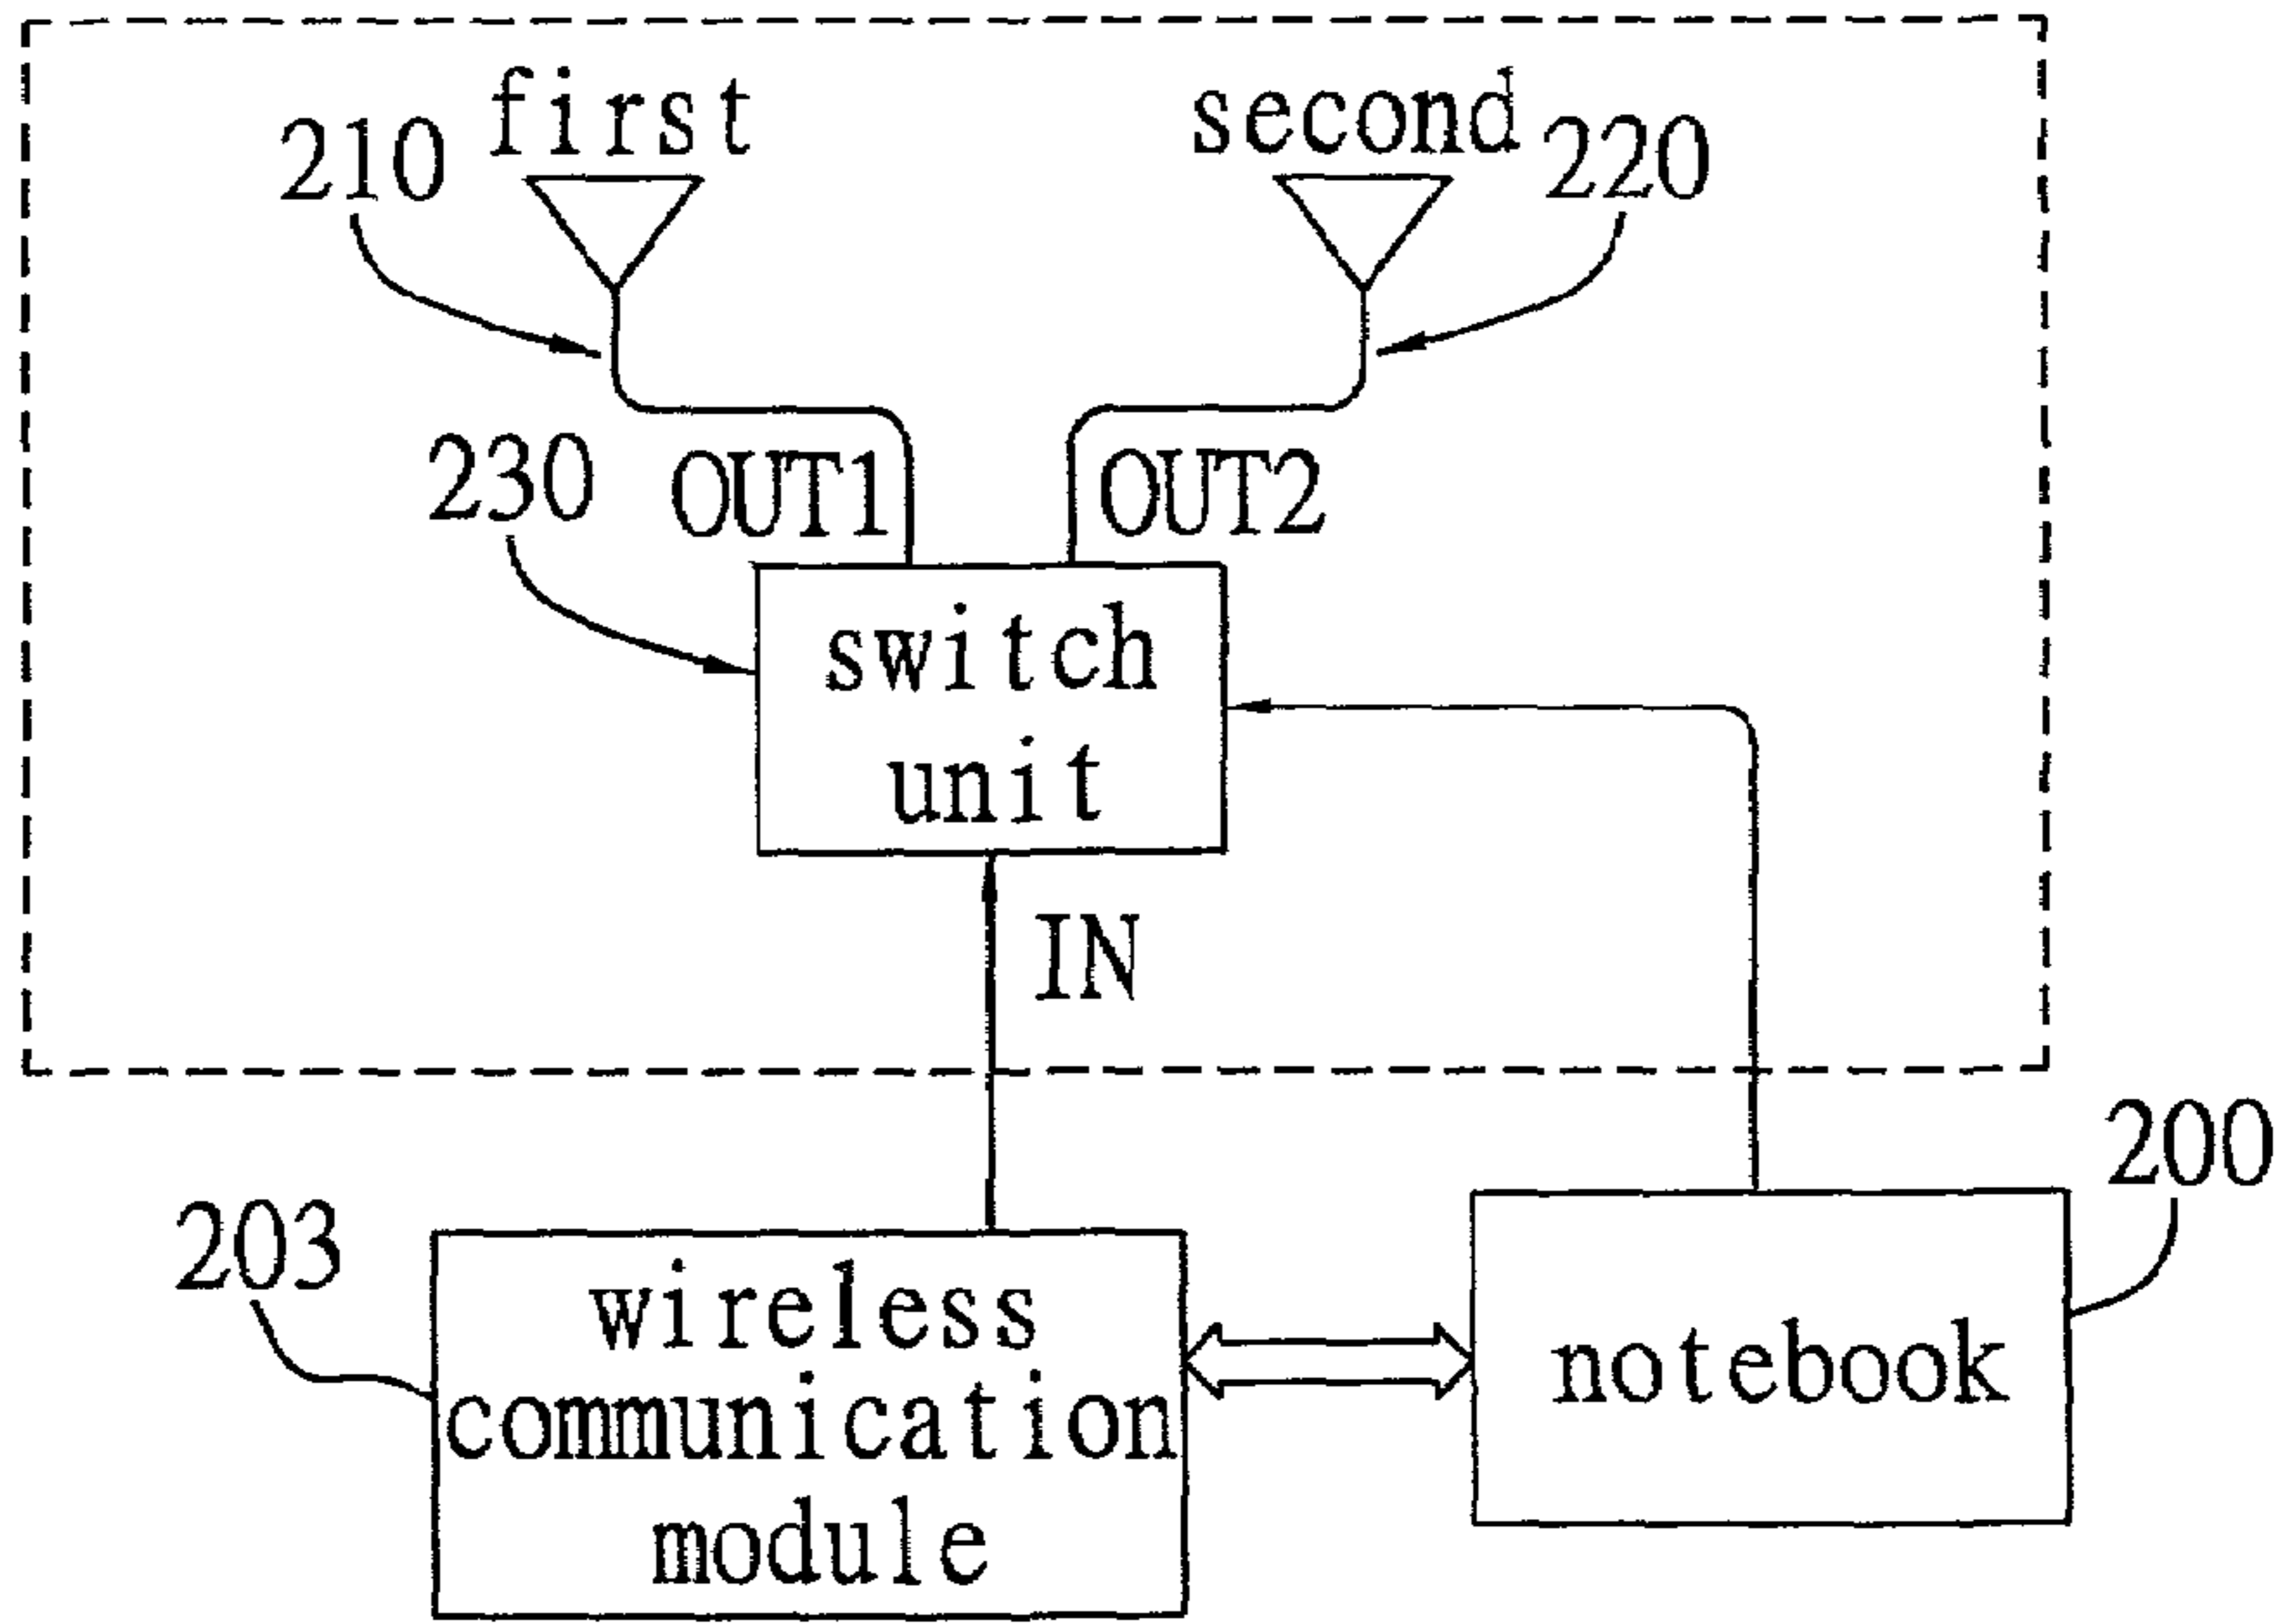 first
second
210
220
230
OUT1
OUT2
switch
unit
IN
200
203
wireless
communication
module
notebook